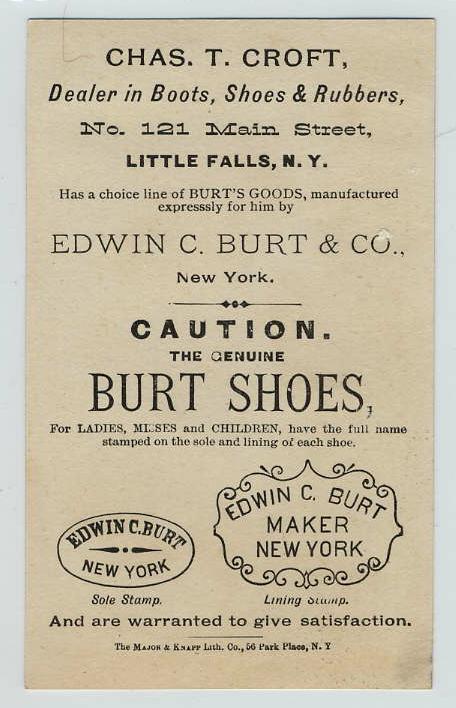 CHAS. T. CROFT,
Dealer in Boots, Shoes & Rubbers,
No. 121 Main Street,
LITTLE FALLS, N. Y.
Has a choice line of BURT'S GOODS, manufactured
expresssly for him by
EDWIN C. BURT & CO.,
New York.
CAUTION.
THE GENUINE
BURT SHOES,
For LADIES, MISSES and CHILDREN, have the full name
stamped on the sole and lining of each shoe.
EDWIN C. BURT
NEW YORK
Sole Stamp.
EDWIN C. BURT
MAKER
NEW YORK
Lining Stamp.
And are warranted to give satisfaction.
The MAJOR & KNAPP Lith. Co., 56 Park Place, N. Y